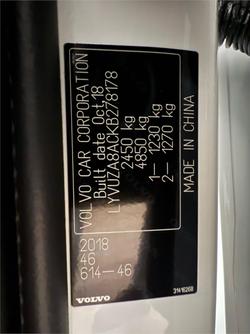 VOLVO CAR CORPORATION
Built date Oct,18
LYVUZA8ACKB278178
2450 kg
4850 kg
1– 1230 kg
2– 1270 kg
MADE IN CHINA
2018
46
614–46
31416268
VOLVO